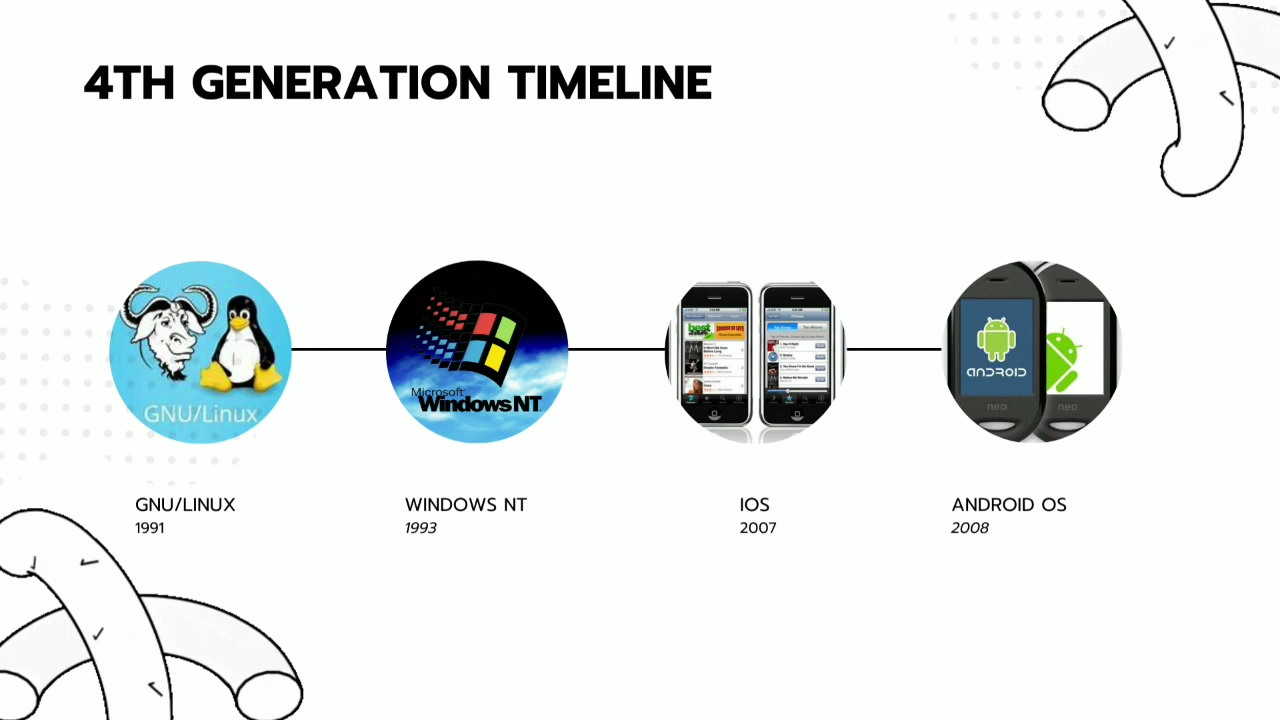 4TH GENERATION TIMELINE
GNU/Linux
Microsoft
Windows NT
best
ANDROID
neo
neo
GNU/LINUX
1991
WINDOWS NT
1993
IOS
2007
ANDROID OS
2008